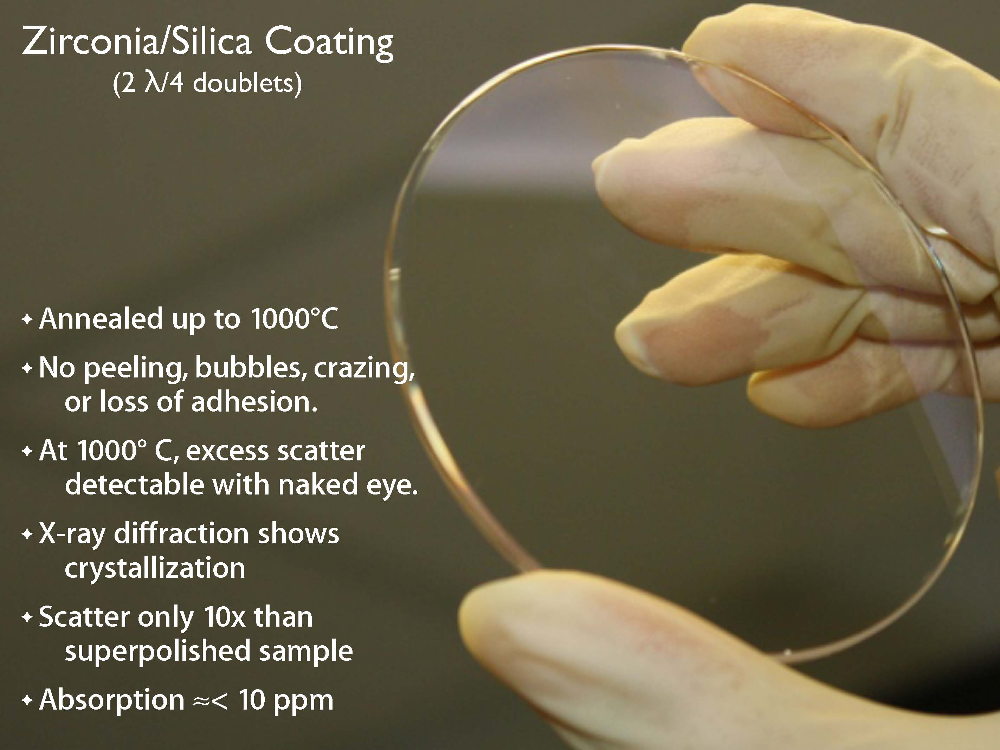 Zirconia/Silica Coating
(2 λ/4 doublets)
✦ Annealed up to 1000°C
✦ No peeling, bubbles, crazing,
or loss of adhesion.
✦ At 1000° C, excess scatter
detectable with naked eye.
✦ X-ray diffraction shows
crystallization
✦ Scatter only 10x than
superpolished sample
✦ Absorption ≈< 10 ppm